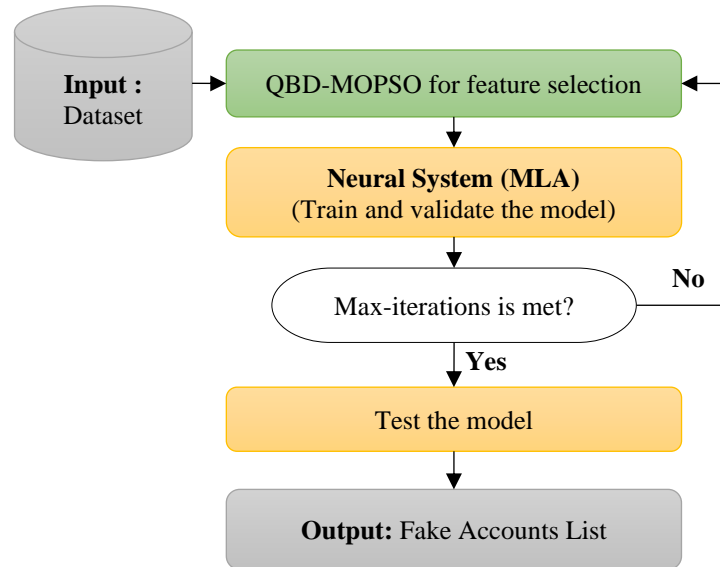 Input :
Dataset
QBD-MOPSO for feature selection
Neural System (MLA)
(Train and validate the model)
Max-iterations is met?
No
Yes
Test the model
Output: Fake Accounts List